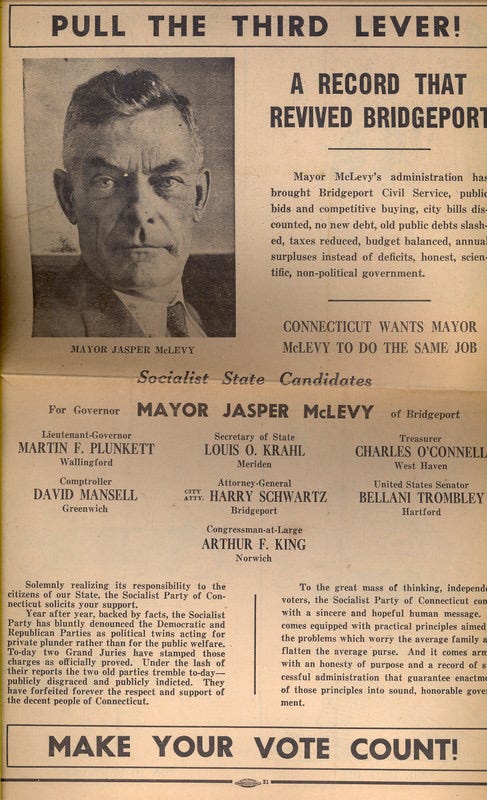 PULL THE THIRD LEVER!
A RECORD THAT
REVIVED BRIDGEPORT
Mayor McLevy's administration has
brought Bridgeport Civil Service, public
bids and competitive buying, city bills dis-
counted, no new debt, old public debts slash-
ed, taxes reduced, budget balanced, annual
surpluses instead of deficits, honest, scien-
tific, non-political government.
CONNECTICUT WANTS MAYOR
McLEVY TO DO THE SAME JOB
MAYOR JASPER McLEVY
Socialist State Candidates
For Governor MAYOR JASPER McLEVY of Bridgeport
Lieutenant-Governor
MARTIN F. PLUNKETT
Wallingford
Secretary of State
LOUIS O. KRAHL
Meriden
Treasurer
CHARLES O'CONNELL
West Haven
Comptroller
DAVID MANSELL
Greenwich
Attorney-General
CITY ATTY. HARRY SCHWARTZ
Bridgeport
United States Senator
BELLANI TROMBLEY
Hartford
Congressman-at-Large
ARTHUR F. KING
Norwich
Solemnly realizing its responsibility to the
citizens of our State, the Socialist Party of Con-
necticut solicits your support.
Year after year, backed by facts, the Socialist
Party has bluntly denounced the Democratic and
Republican Parties as political twins acting for
private plunder rather than for the public welfare.
To-day two Grand Juries have stamped those
charges as officially proved. Under the lash of
their reports the two old parties tremble to-day—
publicly disgraced and publicly indicted. They
have forfeited forever the respect and support of
the decent people of Connecticut.
To the great mass of thinking, independe
voters, the Socialist Party of Connecticut com
with a sincere and hopeful human message.
comes equipped with practical principles aimed
the problems which worry the average family a
flatten the average purse. And it comes arm
with an honesty of purpose and a record of s
cessful administration that guarantee enactme
of those principles into sound, honorable gove
ment.
MAKE YOUR VOTE COUNT!
31